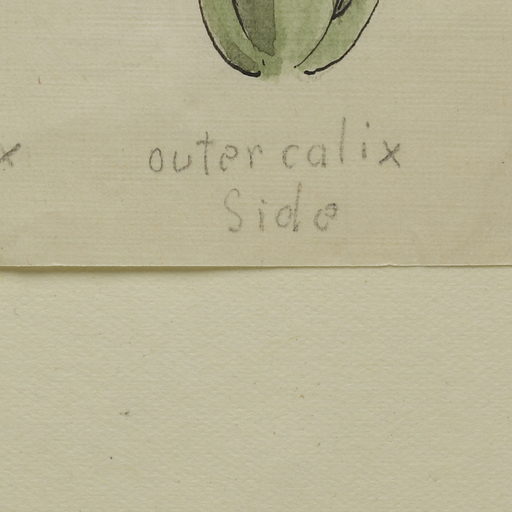 x outer calix
Side